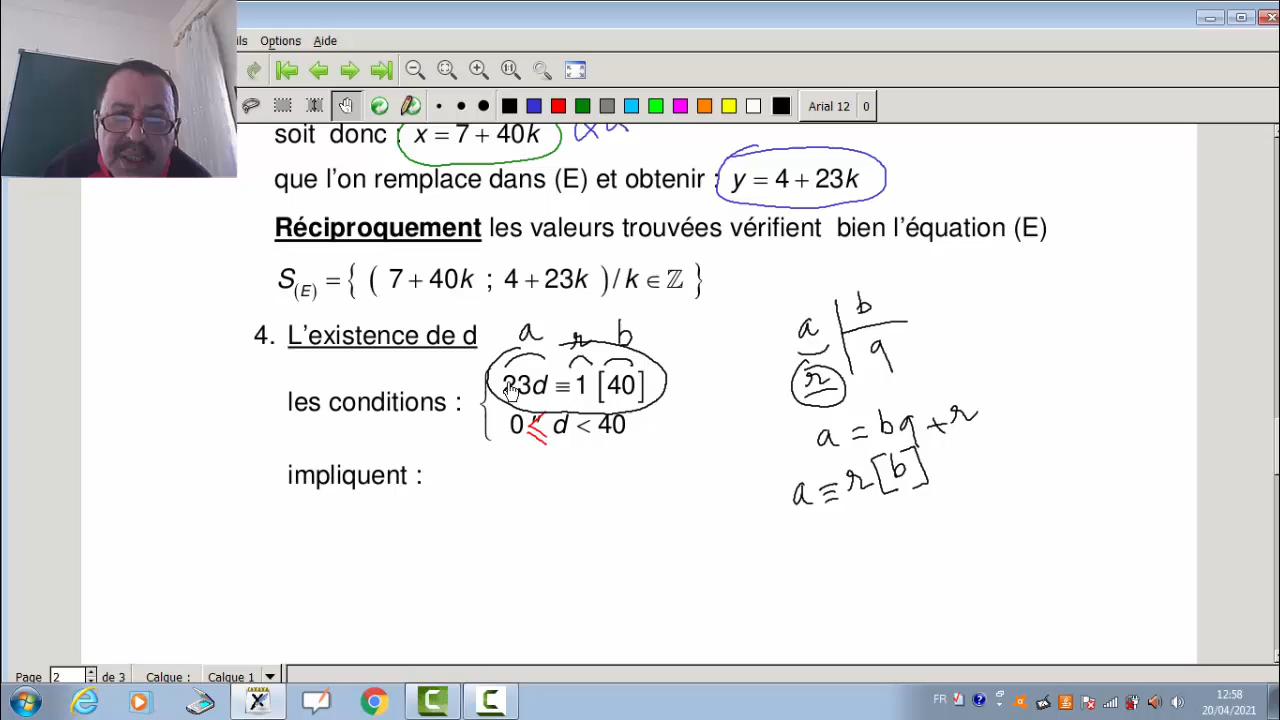 ils Options Aide
Arial 12 0
soit donc : x = 7 + 40k
que l'on remplace dans (E) et obtenir : y = 4 + 23k
Réciproquement les valeurs trouvées vérifient bien l'équation (E)
S(E) = { ( 7 + 40k ; 4 + 23k ) / k ∈ ℤ }
4. L'existence de d
a r b
les conditions : { 23d ≡ 1 [40]
0 ≤ d < 40
impliquent :
a b
r q
a = bq + r
a ≡ r [b]
Page 2 de 3 Calque : Calque 1
FR 12:58
20/04/2021